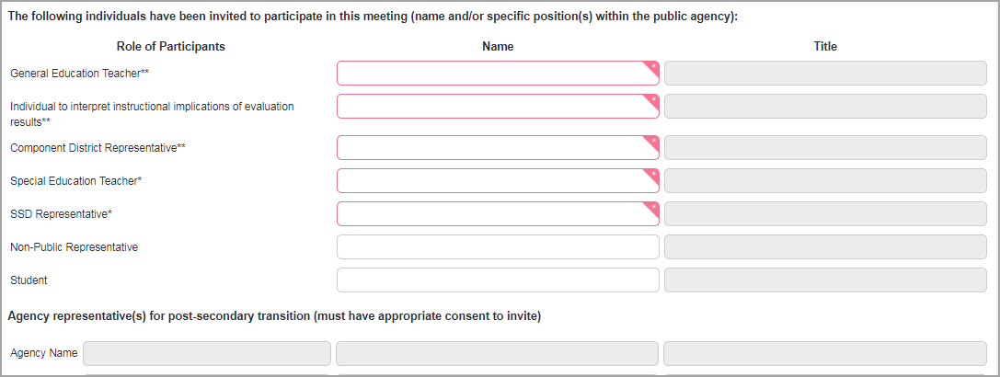 The following individuals have been invited to participate in this meeting (name and/or specific position(s) within the public agency):
Role of Participants Name Title
General Education Teacher** *
Individual to interpret instructional implications of evaluation *
results**
Component District Representative** *
Special Education Teacher* *
SSD Representative* *
Non-Public Representative
Student
Agency representative(s) for post-secondary transition (must have appropriate consent to invite)
Agency Name